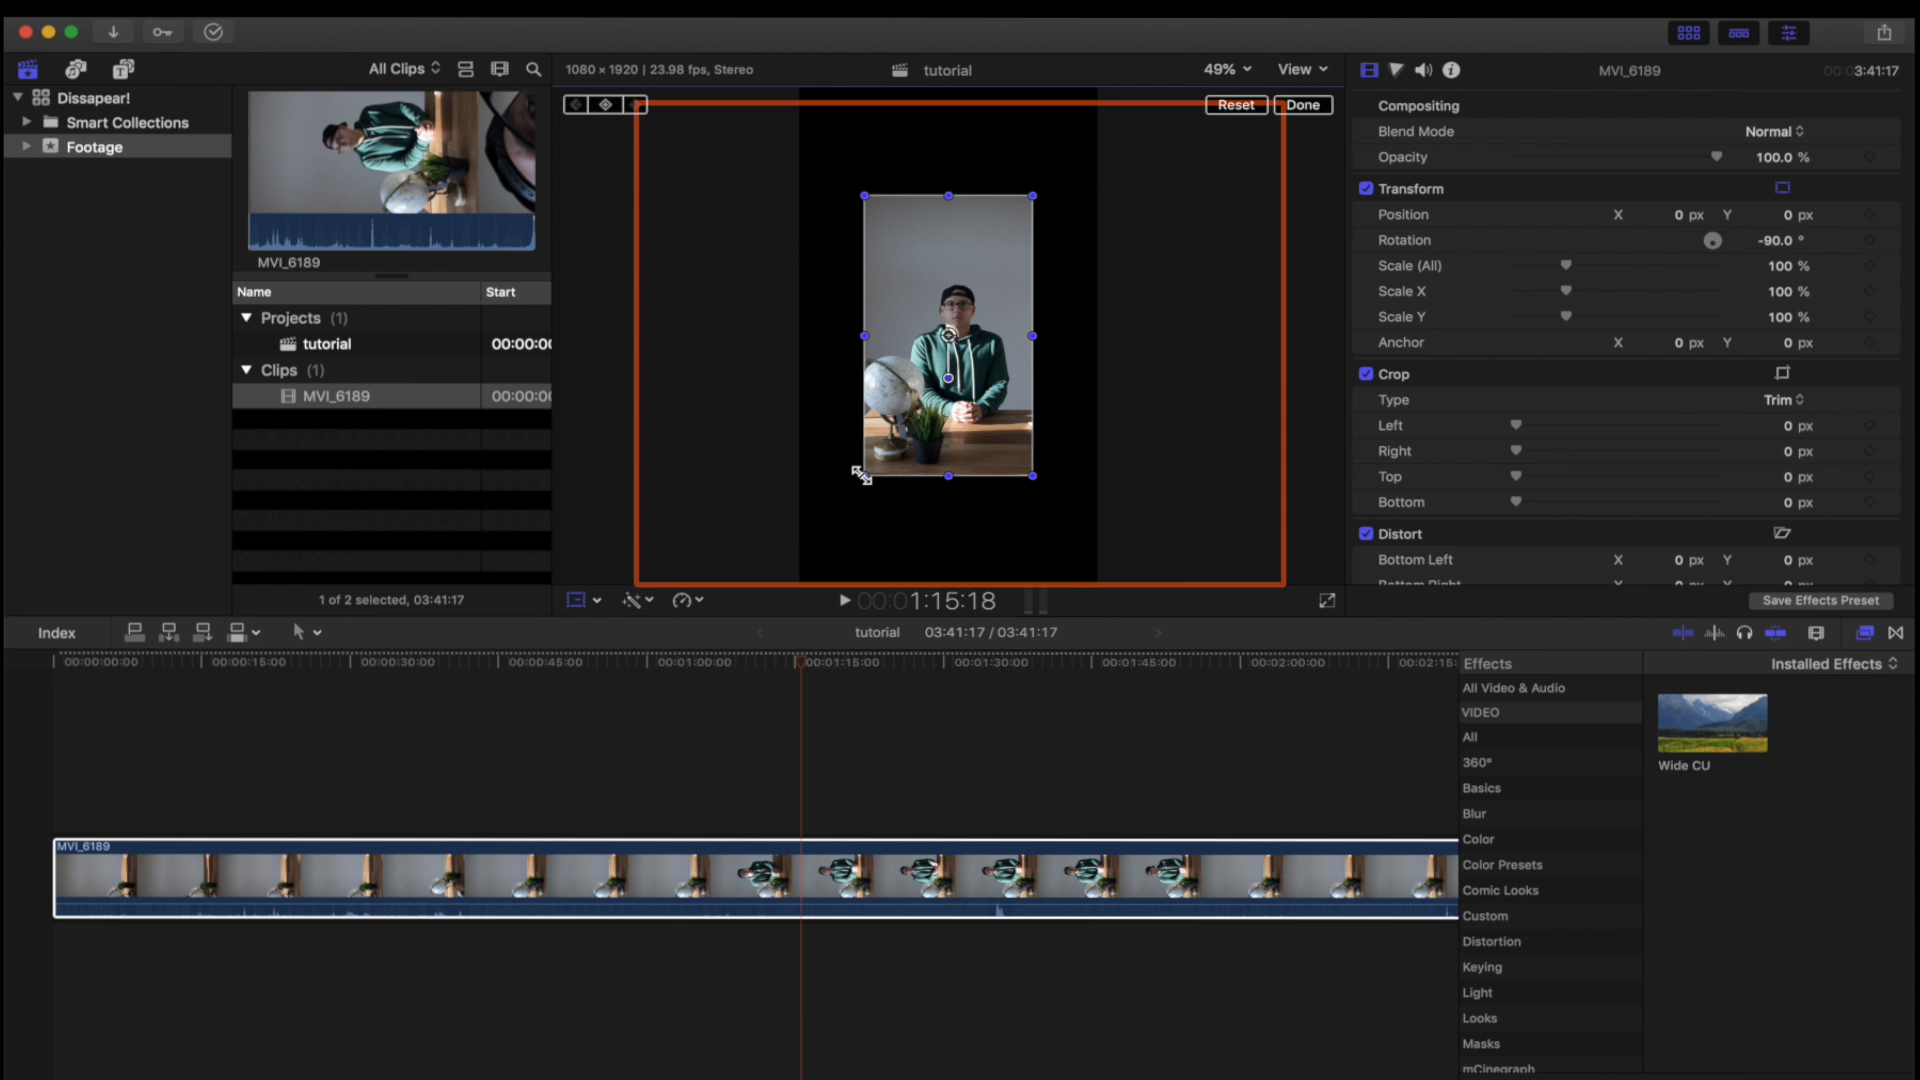 All Clips
1080 × 1920 | 23.98 fps, Stereo
tutorial
49%
View
MVI_6189
00:03:41:17
Dissapear!
Smart Collections
Footage
MVI_6189
Name
Start
Projects (1)
tutorial
00:00:00
Clips (1)
MVI_6189
00:00:00
1 of 2 selected, 03:41:17
Reset
Done
00:01:15:18
Compositing
Blend Mode
Normal
Opacity
100.0 %
Transform
Position
X
0 px
Y
0 px
Rotation
-90.0 °
Scale (All)
100 %
Scale X
100 %
Scale Y
100 %
Anchor
X
0 px
Y
0 px
Crop
Type
Trim
Left
0 px
Right
0 px
Top
0 px
Bottom
0 px
Distort
Bottom Left
X
0 px
Y
0 px
Bottom Right
Save Effects Preset
Index
tutorial
03:41:17 / 03:41:17
00:00:00:00
00:00:15:00
00:00:30:00
00:00:45:00
00:01:00:00
00:01:15:00
00:01:30:00
00:01:45:00
00:02:00:00
00:02:15:
MVI_6189
Effects
Installed Effects
All Video & Audio
VIDEO
All
360°
Basics
Blur
Color
Color Presets
Comic Looks
Custom
Distortion
Keying
Light
Looks
Masks
mCinegraph
Wide CU